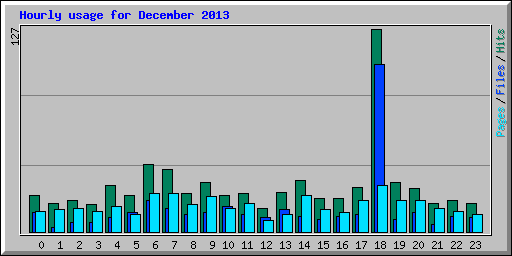 Hourly usage for December 2013
127
Pages/Files/Hits
0 1 2 3 4 5 6 7 8 9 10 11 12 13 14 15 16 17 18 19 20 21 22 23